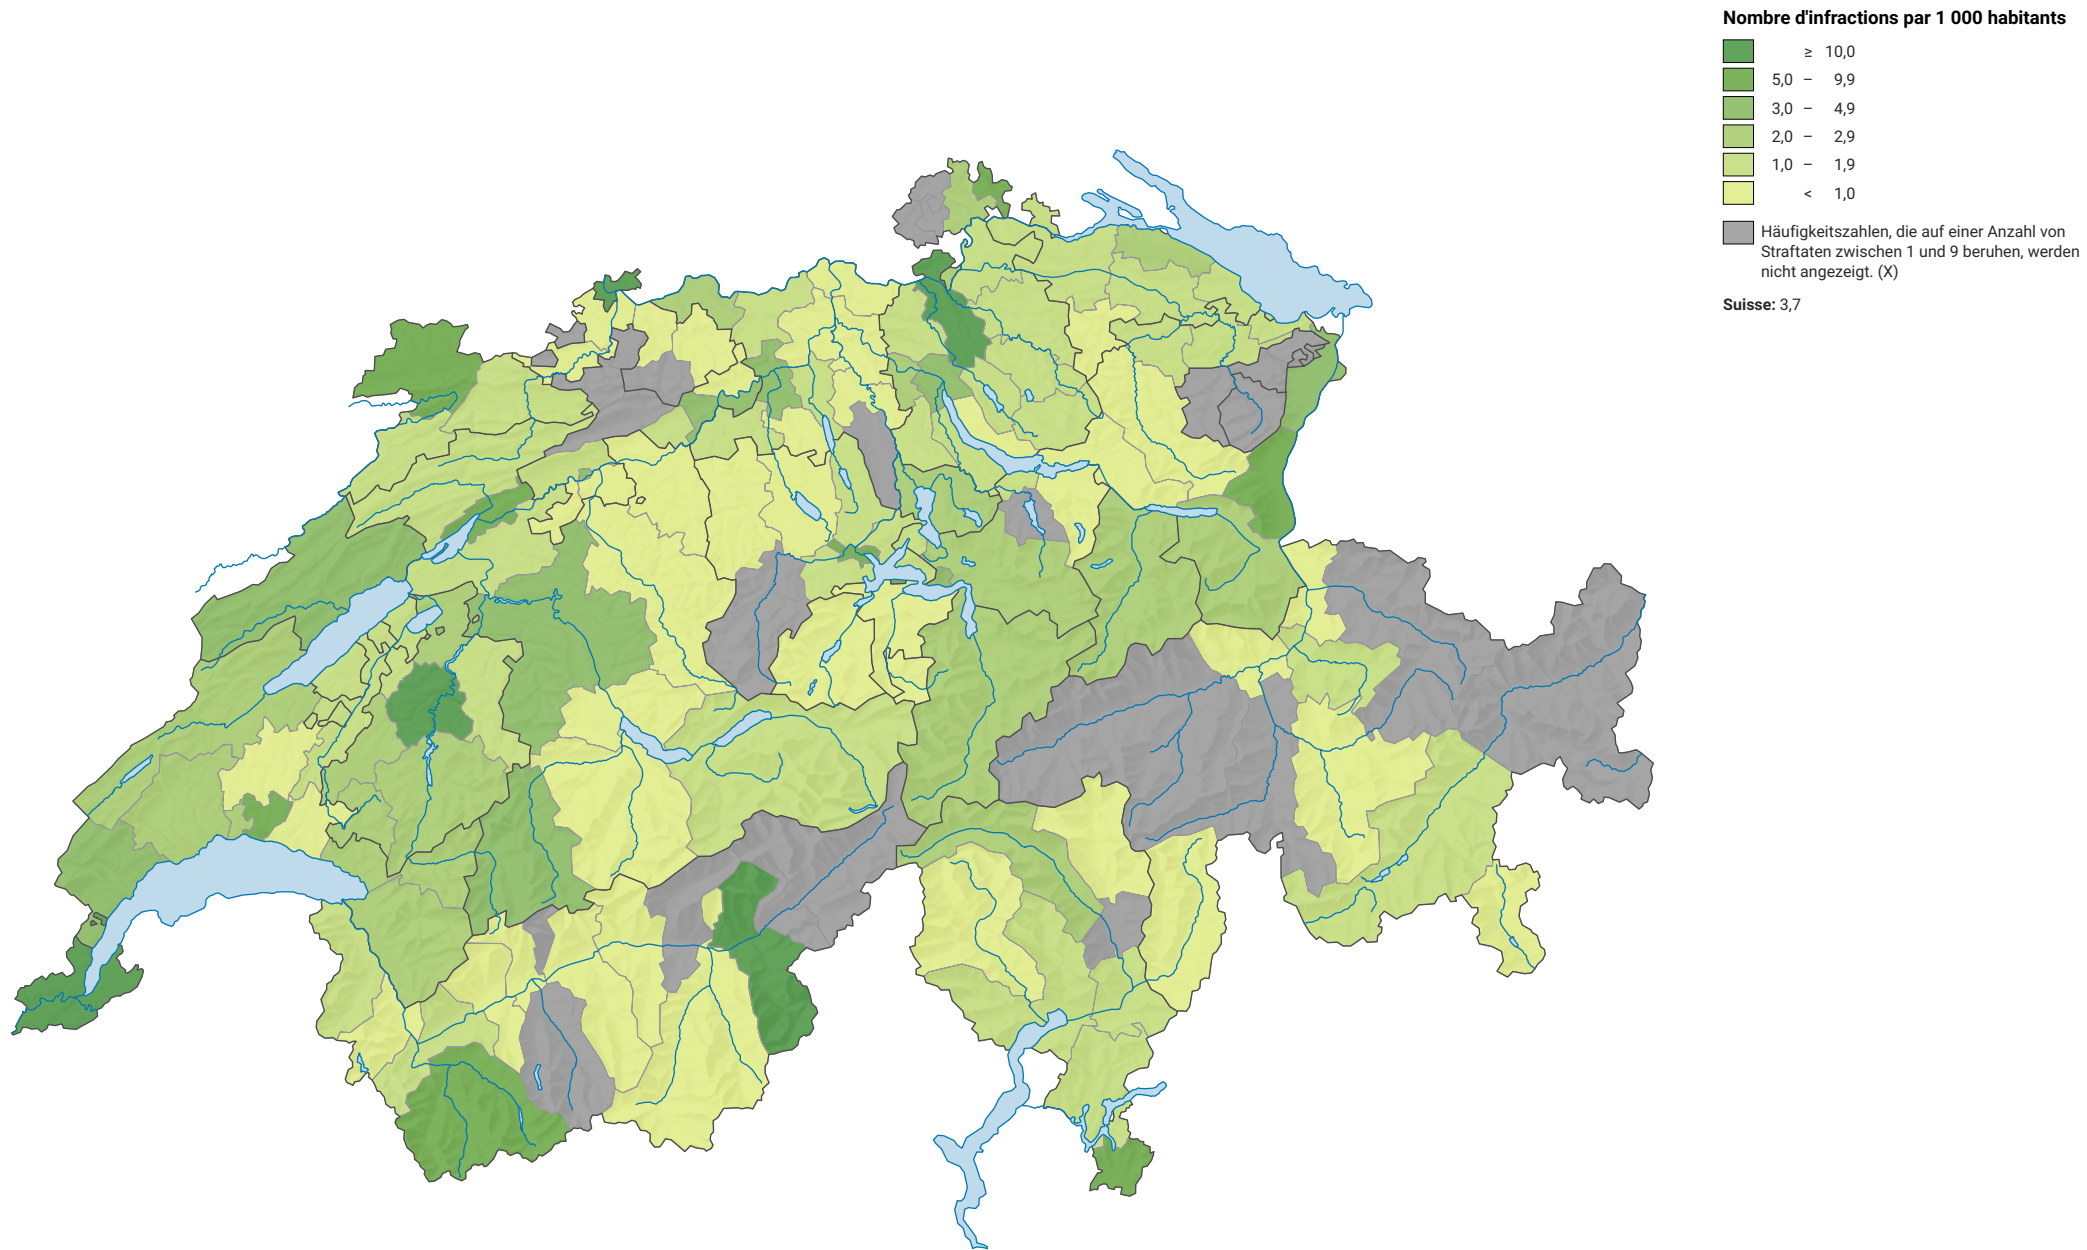 Nombre d'infractions par 1 000 habitants
≥ 10,0
5,0 – 9,9
3,0 – 4,9
2,0 – 2,9
1,0 – 1,9
< 1,0
Häufigkeitszahlen, die auf einer Anzahl von
Straftaten zwischen 1 und 9 beruhen, werden
nicht angezeigt. (X)
Suisse: 3,7